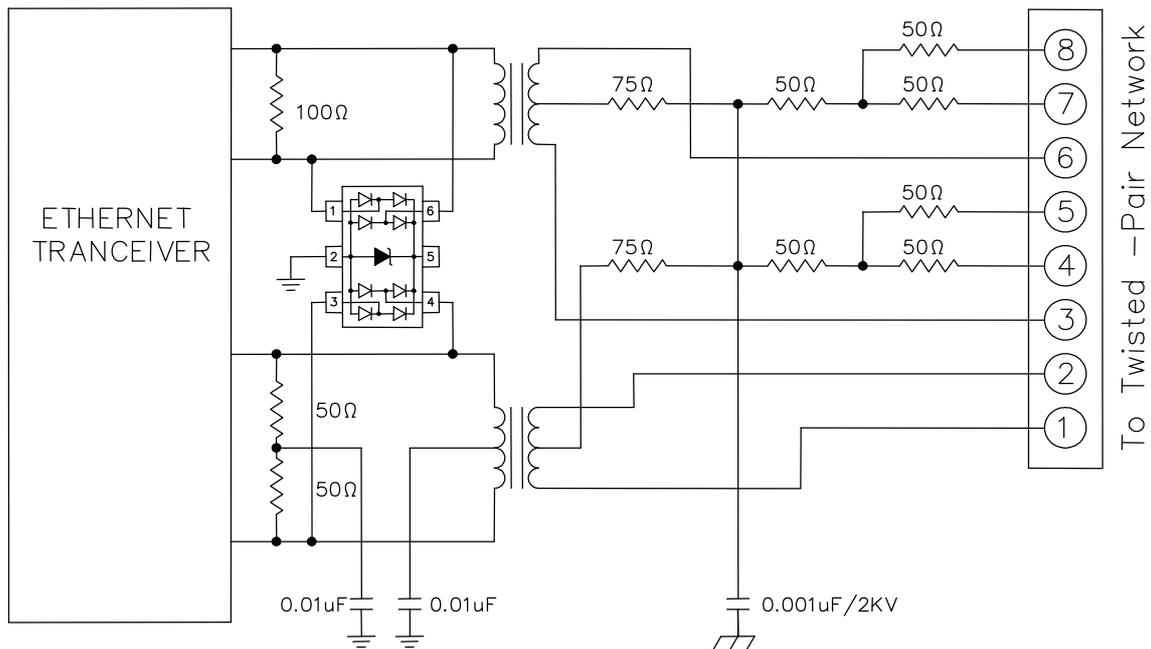 ETHERNET
TRANCEIVER
100Ω
1
6
2
5
3
4
50Ω
50Ω
0.01uF
0.01uF
75Ω
50Ω
50Ω
50Ω
75Ω
50Ω
50Ω
50Ω
0.001uF/2KV
8
7
6
5
4
3
2
1
To Twisted -Pair Network